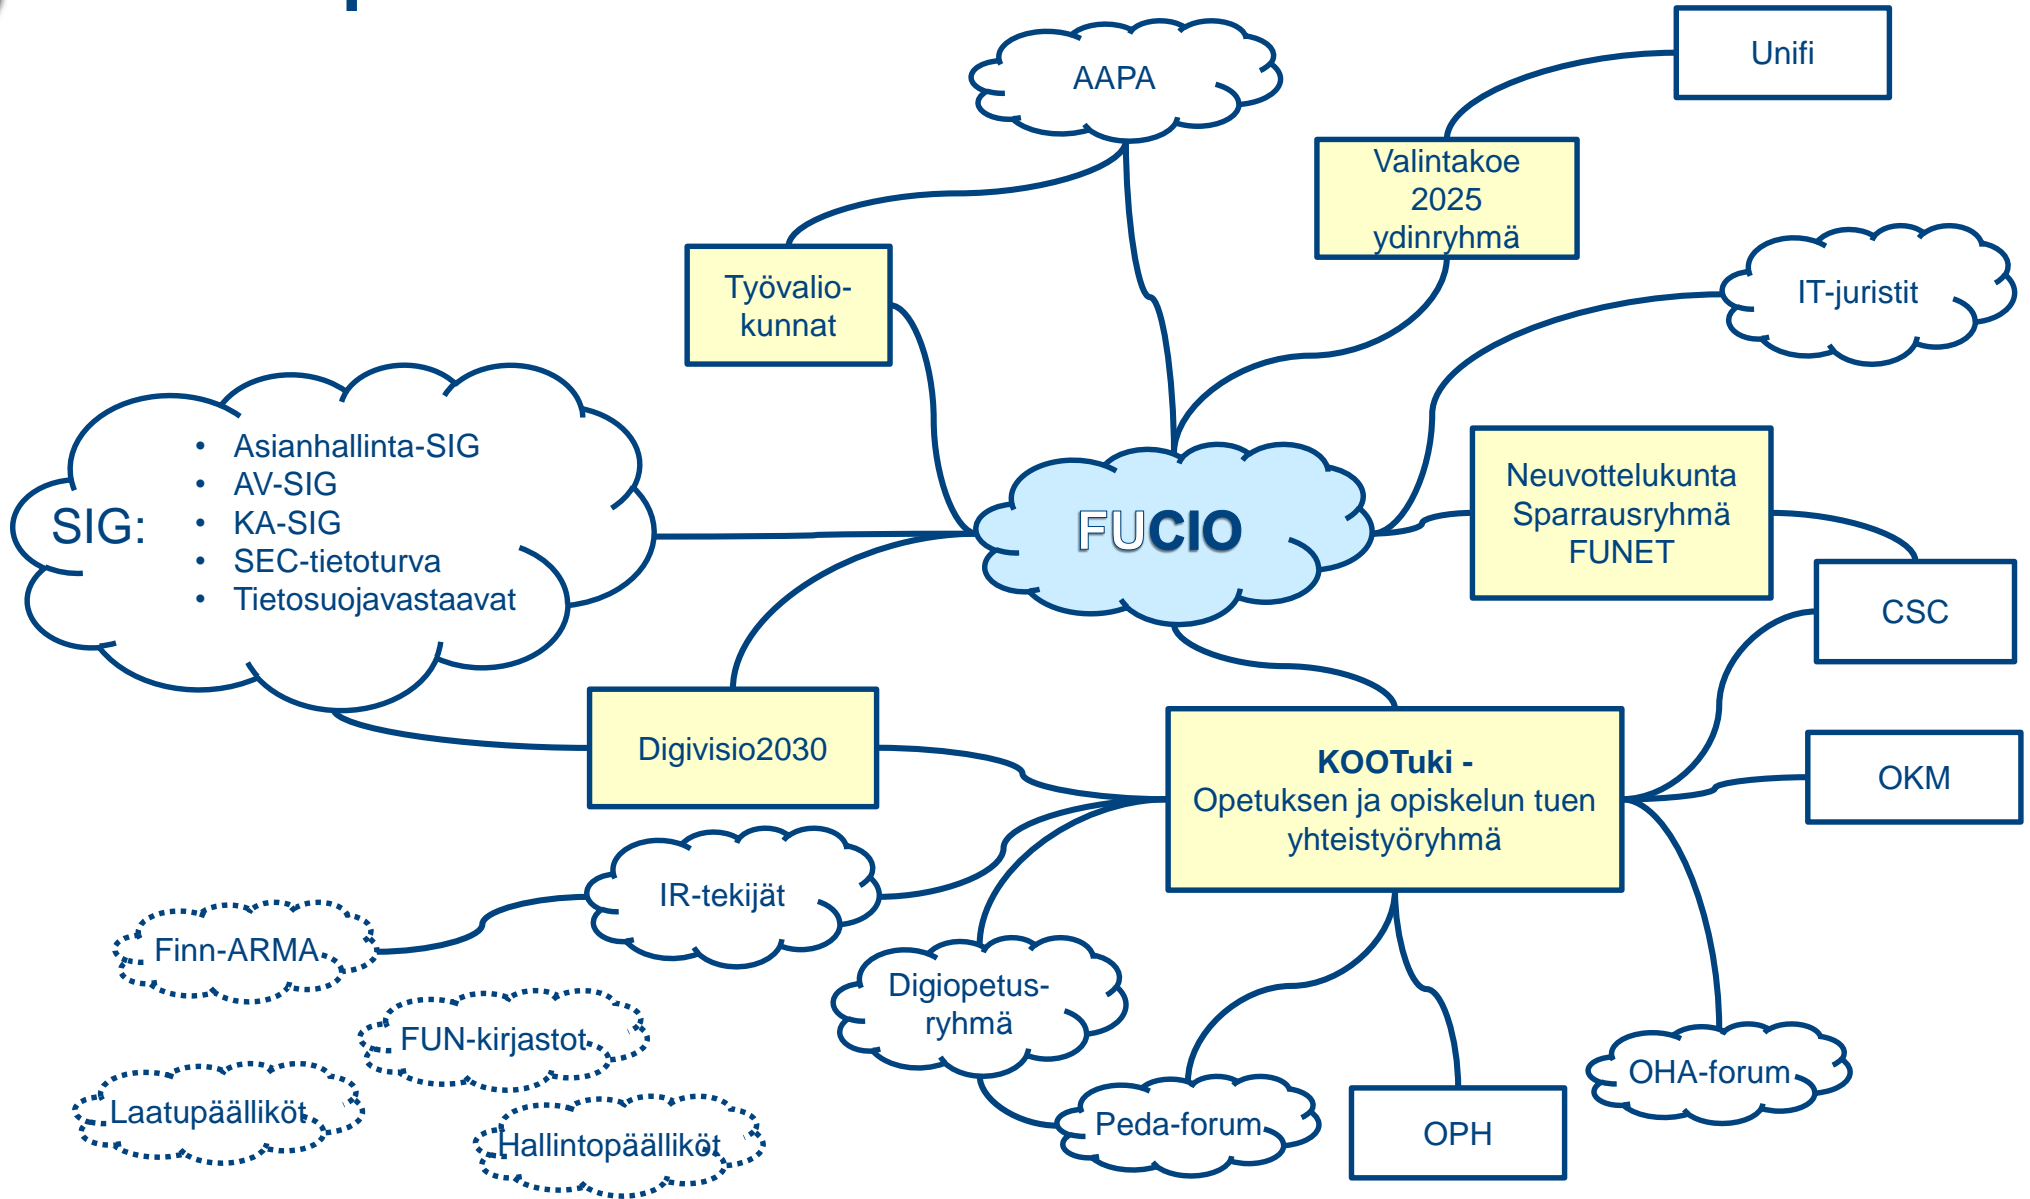 AAPA
Unifi
Valintakoe
2025
ydinryhmä
Työvalio-
kunnat
IT-juristit
SIG:
• Asianhallinta-SIG
• AV-SIG
• KA-SIG
• SEC-tietoturva
• Tietosuojavastaavat
FUCIO
Neuvottelukunta
Sparrausryhmä
FUNET
CSC
Digivisio2030
KOOTuki -
Opetuksen ja opiskelun tuen
yhteistyöryhmä
OKM
IR-tekijät
Finn-ARMA
Digiopetus-
ryhmä
FUN-kirjastot
OHA-forum
Laatupäälliköt
Hallintopäälliköt
Peda-forum
OPH